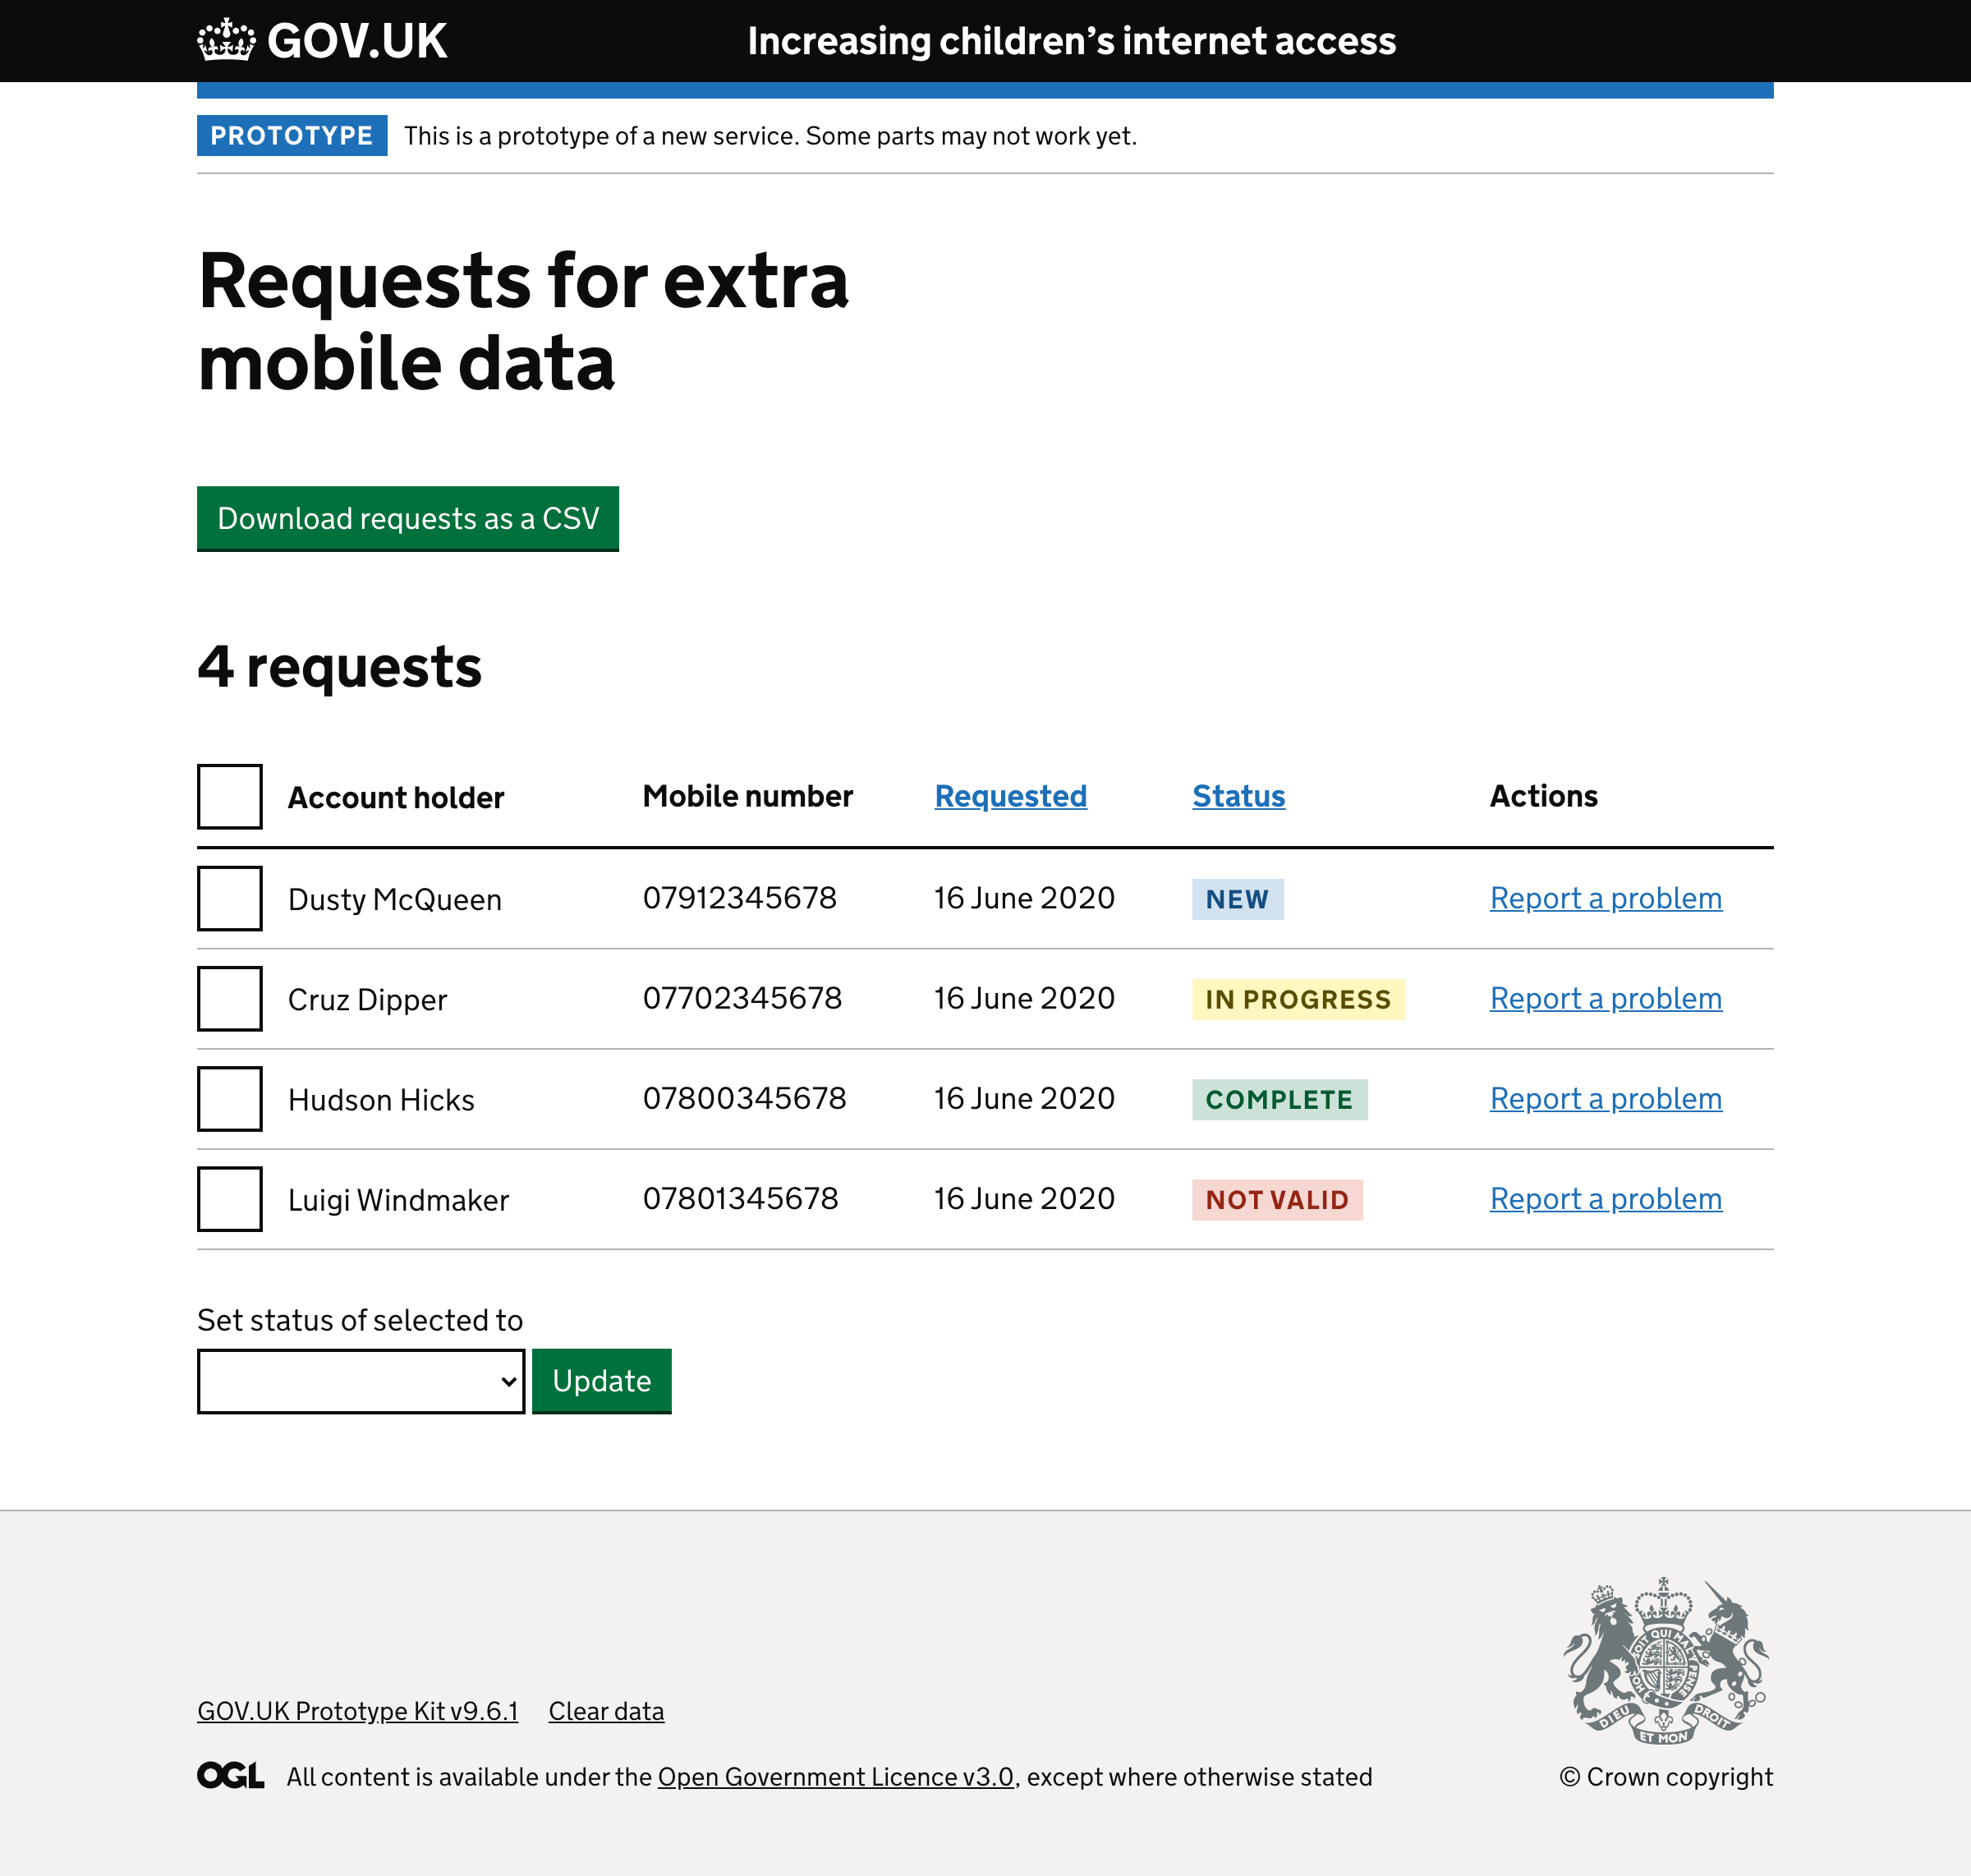 GOV.UK Increasing children’s internet access
PROTOTYPE This is a prototype of a new service. Some parts may not work yet.
Requests for extra
mobile data
Download requests as a CSV
4 requests
Account holder Mobile number Requested Status Actions
Dusty McQueen 07912345678 16 June 2020 NEW Report a problem
Cruz Dipper 07702345678 16 June 2020 IN PROGRESS Report a problem
Hudson Hicks 07800345678 16 June 2020 COMPLETE Report a problem
Luigi Windmaker 07801345678 16 June 2020 NOT VALID Report a problem
Set status of selected to
Update
DIEU ET MON DROIT
GOV.UK Prototype Kit v9.6.1 Clear data
OGL All content is available under the Open Government Licence v3.0, except where otherwise stated © Crown copyright